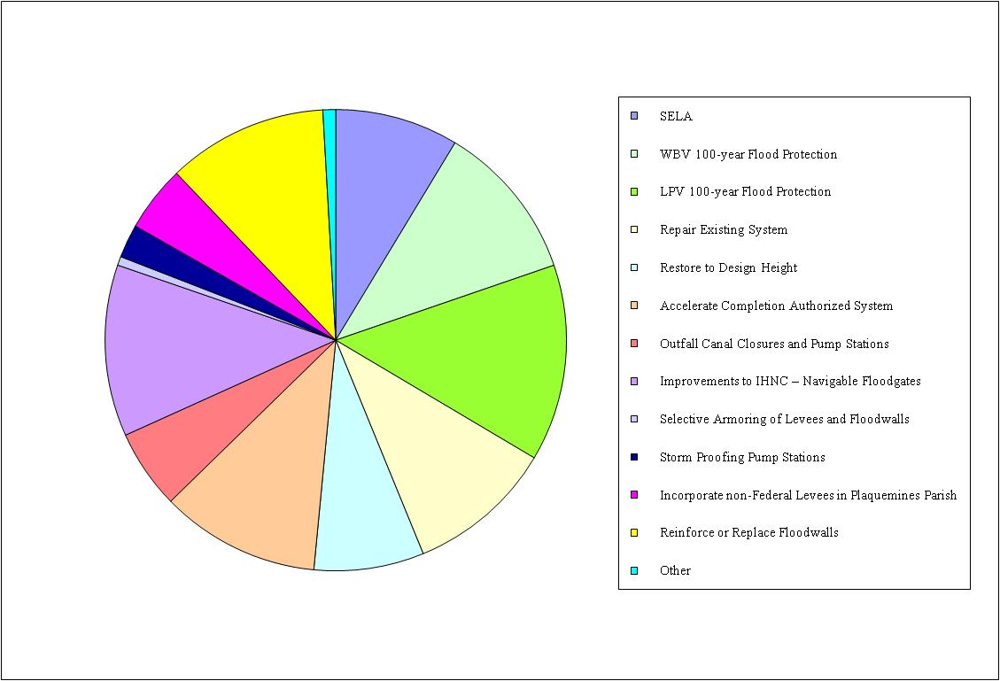 SELA
WBV 100-year Flood Protection
LPV 100-year Flood Protection
Repair Existing System
Restore to Design Height
Accelerate Completion Authorized System
Outfall Canal Closures and Pump Stations
Improvements to IHNC – Navigable Floodgates
Selective Armoring of Levees and Floodwalls
Storm Proofing Pump Stations
Incorporate non-Federal Levees in Plaquemines Parish
Reinforce or Replace Floodwalls
Other